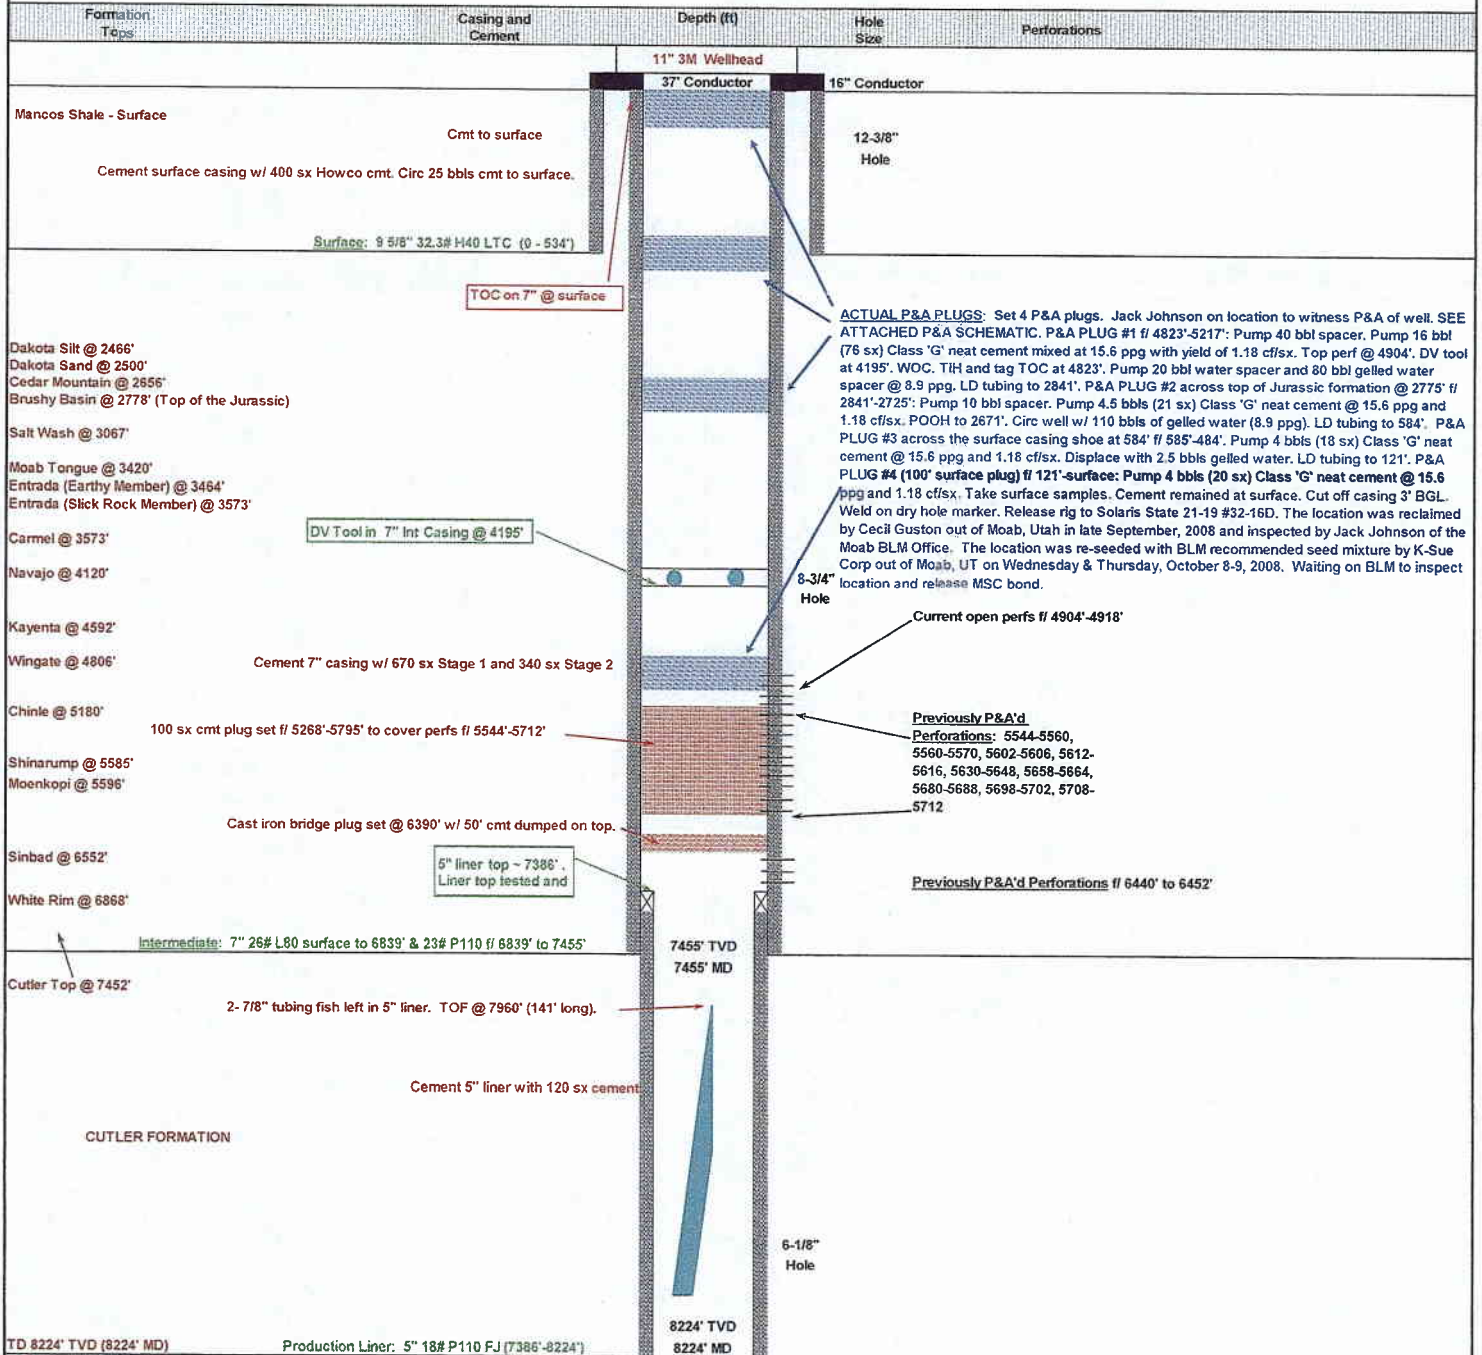 Formation Tops
Casing and Cement
Depth (ft)
Hole Size
Perforations
11" 3M Wellhead
37' Conductor
16" Conductor
Mancos Shale - Surface
Cmt to surface
12-3/8"
Hole
Cement surface casing w/ 400 sx Howco cmt. Circ 25 bbls cmt to surface.
Surface: 9 5/8" 32.3# H40 LTC (0 - 534')
TOC on 7" @ surface
ACTUAL P&A PLUGS: Set 4 P&A plugs. Jack Johnson on location to witness P&A of well. SEE
ATTACHED P&A SCHEMATIC. P&A PLUG #1 f/ 4823'-5217': Pump 40 bbl spacer. Pump 16 bbl
(76 sx) Class 'G' neat cement mixed at 15.6 ppg with yield of 1.18 cf/sx. Top perf @ 4904'. DV tool
at 4195'. WOC. TIH and tag TOC at 4823'. Pump 20 bbl water spacer and 80 bbl gelled water
spacer @ 8.9 ppg. LD tubing to 2841'. P&A PLUG #2 across top of Jurassic formation @ 2775' f/
2841'-2725': Pump 10 bbl spacer. Pump 4.5 bbls (21 sx) Class 'G' neat cement @ 15.6 ppg and
1.18 cf/sx. POOH to 2671'. Circ well w/ 110 bbls of gelled water (8.9 ppg). LD tubing to 584'. P&A
PLUG #3 across the surface casing shoe at 584' f/ 585'-484'. Pump 4 bbls (18 sx) Class 'G' neat
cement @ 15.6 ppg and 1.18 cf/sx. Displace with 2.5 bbls gelled water. LD tubing to 121'. P&A
PLUG #4 (100' surface plug) f/ 121'-surface: Pump 4 bbls (20 sx) Class 'G' neat cement @ 15.6
ppg and 1.18 cf/sx. Take surface samples. Cement remained at surface. Cut off casing 3' BGL.
Weld on dry hole marker. Release rig to Solaris State 21-19 #32-16D. The location was reclaimed
by Cecil Guston out of Moab, Utah in late September, 2008 and inspected by Jack Johnson of the
Moab BLM Office. The location was re-seeded with BLM recommended seed mixture by K-Sue
Corp out of Moab, UT on Wednesday & Thursday, October 8-9, 2008. Waiting on BLM to inspect
location and release MSC bond.
Dakota Silt @ 2466'
Dakota Sand @ 2500'
Cedar Mountain @ 2656'
Brushy Basin @ 2778' (Top of the Jurassic)
Salt Wash @ 3067'
Moab Tongue @ 3420'
Entrada (Earthy Member) @ 3464'
Entrada (Slick Rock Member) @ 3573'
Carmel @ 3573'
DV Tool in 7" Int Casing @ 4195'
Navajo @ 4120'
8-3/4"
Hole
Kayenta @ 4592'
Current open perfs f/ 4904'-4918'
Wingate @ 4806'
Cement 7" casing w/ 670 sx Stage 1 and 340 sx Stage 2
Chinle @ 5180'
100 sx cmt plug set f/ 5268'-5795' to cover perfs f/ 5544'-5712'
Previously P&A'd
Perforations: 5544-5560,
5560-5570, 5602-5606, 5612-
5616, 5630-5648, 5658-5664,
5680-5688, 5698-5702, 5708-
5712
Shinarump @ 5585'
Moenkopi @ 5596'
Cast iron bridge plug set @ 6390' w/ 50' cmt dumped on top.
Sinbad @ 6552'
5" liner top ~ 7386'.
Liner top tested and
Previously P&A'd Perforations f/ 6440' to 6452'
White Rim @ 6868'
Intermediate: 7" 26# L80 surface to 6839' & 23# P110 f/ 6839' to 7455'
7455' TVD
7455' MD
Cutler Top @ 7452'
2- 7/8" tubing fish left in 5" liner. TOF @ 7960' (141' long).
Cement 5" liner with 120 sx cement
CUTLER FORMATION
6-1/8"
Hole
8224' TVD
8224' MD
TD 8224' TVD (8224' MD)
Production Liner: 5" 18# P110 FJ (7386'-8224')